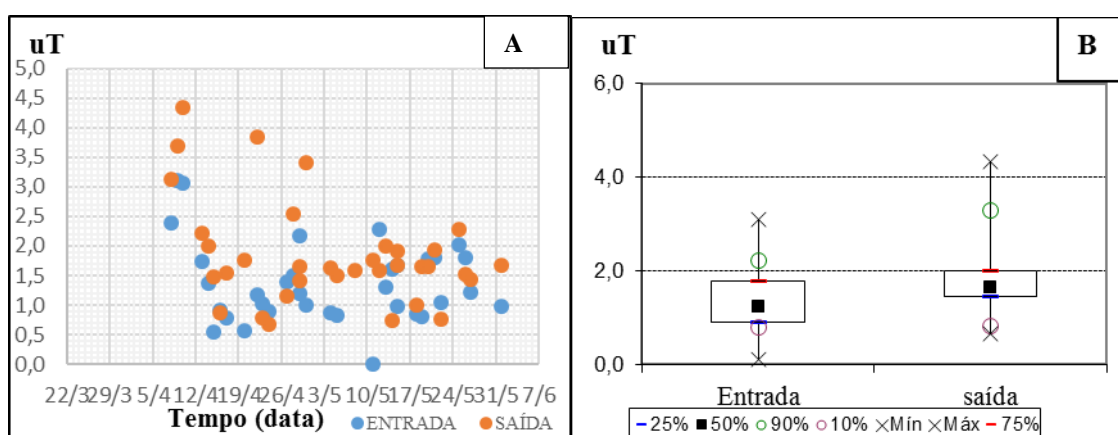 A
uT
5,0
4,5
4,0
3,5
3,0
2,5
2,0
1,5
1,0
0,5
0,0
22/3 29/3 5/4 12/4 19/4 26/4 3/5 10/5 17/5 24/5 31/5 7/6
Tempo (data)
ENTRADA SAÍDA
B
uT
6,0
4,0
2,0
0,0
Entrada saída
25% 50% 90% 10% Mín Máx 75%